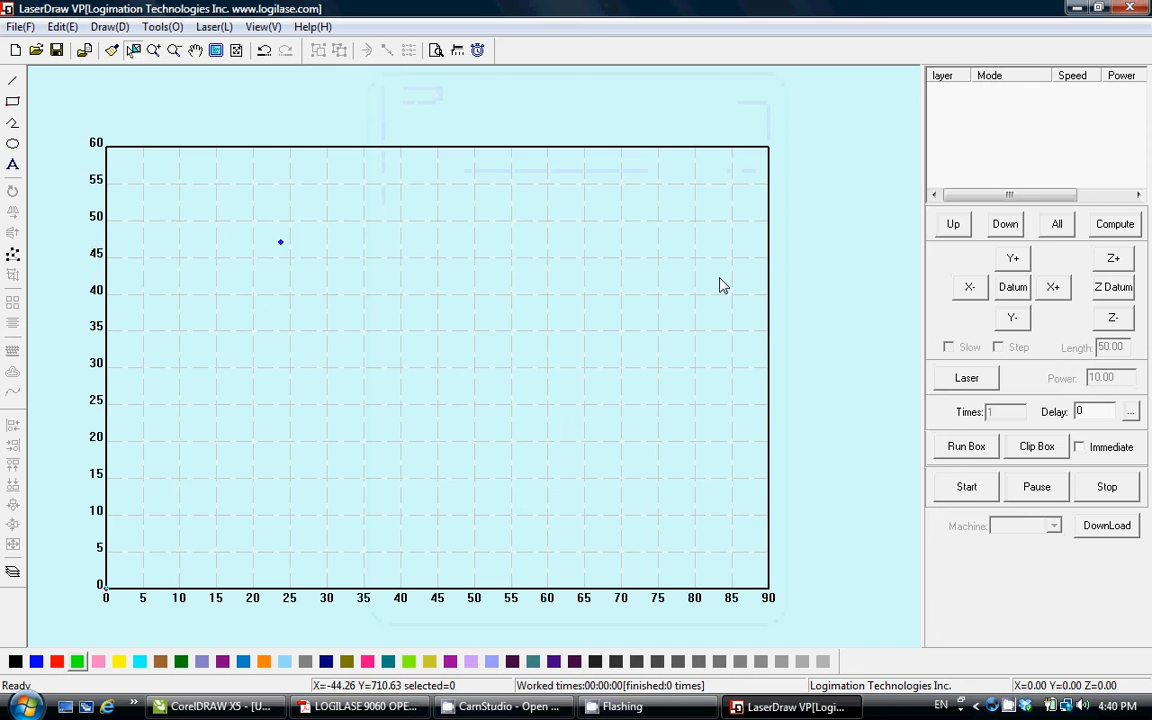 LaserDraw VP[Logimation Technologies Inc. www.logilase.com]
File(F) Edit(E) Draw(D) Tools(O) Laser(L) View(V) Help(H)
layer Mode Speed Power
60
55
50
45
40
35
30
25
20
15
10
5
0
0 5 10 15 20 25 30 35 40 45 50 55 60 65 70 75 80 85 90
Up Down All Compute
Y+ Z+
X- Datum X+ Z Datum
Y- Z-
Slow Step Length: 50.00
Laser Power: 10.00
Times: 1 Delay: 0 ...
Run Box Clip Box Immediate
Start Pause Stop
Machine: DownLoad
Ready X=-44.26 Y=710.63 selected=0 Worked times:00:00:00[finished:0 times] Logimation Technologies Inc. X=0.00 Y=0.00 Z=0.00
CorelDRAW X5 - [U... LOGILASE 9060 OPE... CamStudio - Open ... Flashing LaserDraw VP[Logi... EN 4:40 PM